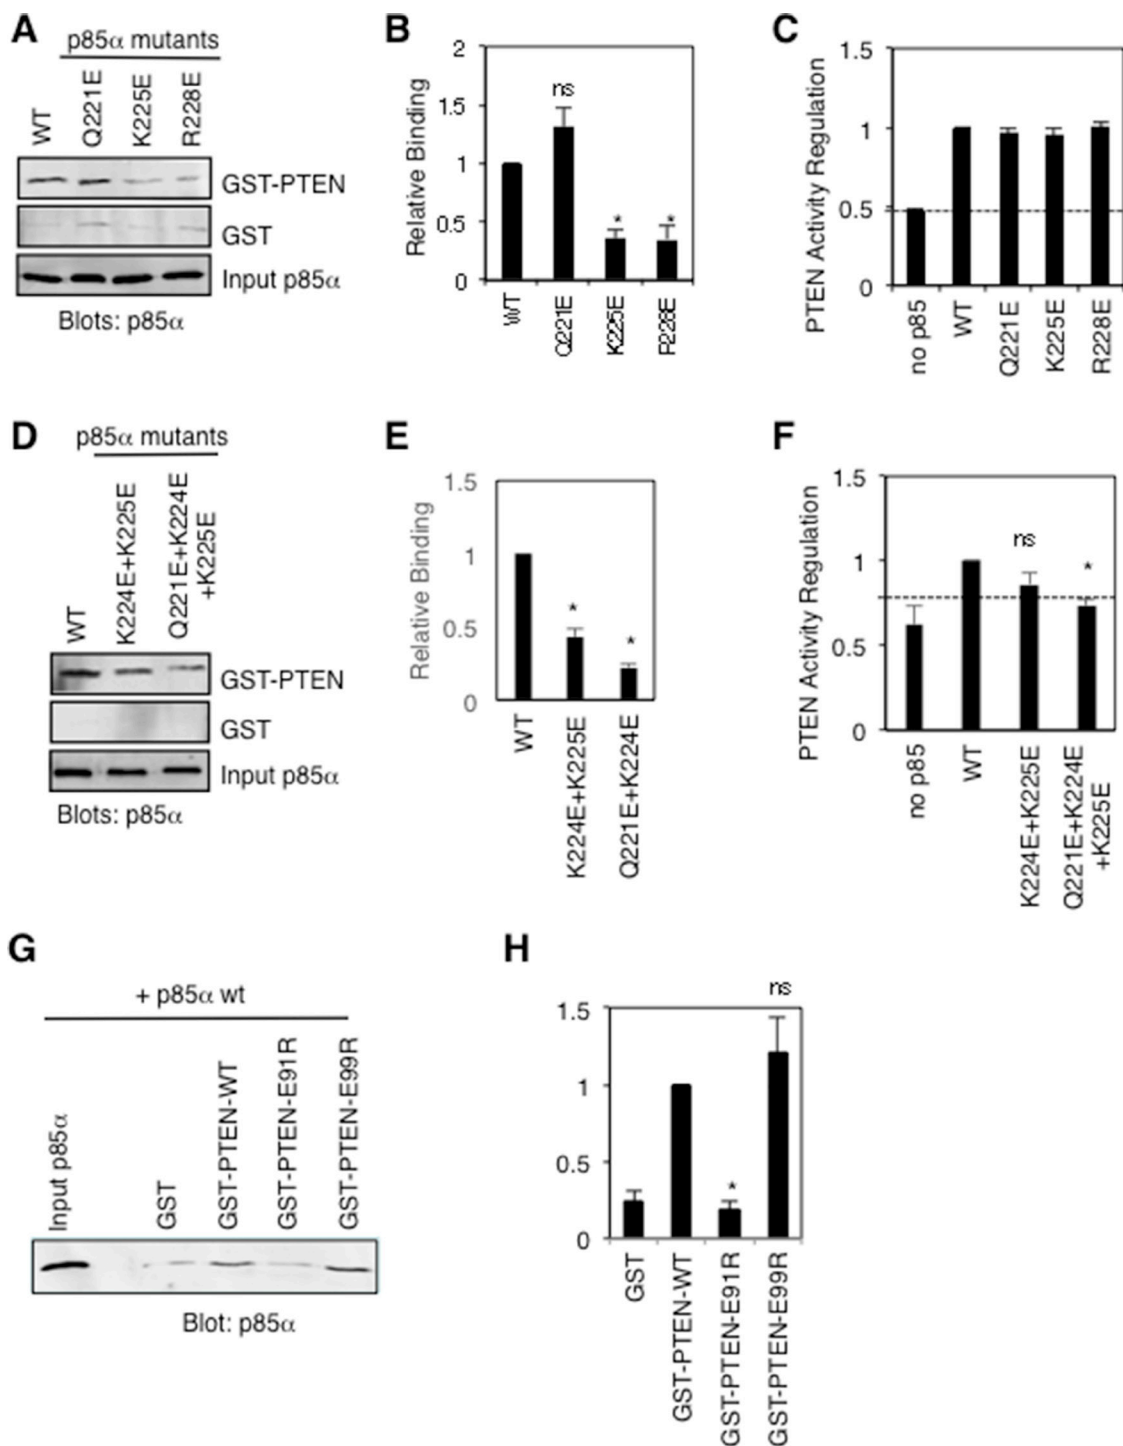 A
p85α mutants
WT
Q221E
K225E
R228E
GST-PTEN
GST
Input p85α
Blots: p85α
B
Relative Binding
2
1.5
1
0.5
0
ns
*
*
WT
Q221E
K225E
R228E
C
PTEN Activity Regulation
1.5
1
0.5
0
no p85
WT
Q221E
K225E
R228E
D
p85α mutants
WT
K224E+K225E
Q221E+K224E
+K225E
GST-PTEN
GST
Input p85α
Blots: p85α
E
Relative Binding
1.5
1
0.5
0
*
*
WT
K224E+K225E
Q221E+K224E
F
PTEN Activity Regulation
1.5
1
0.5
0
ns
*
no p85
WT
K224E+K225E
Q221E+K224E
+K225E
G
+ p85α wt
Input p85α
GST
GST-PTEN-WT
GST-PTEN-E91R
GST-PTEN-E99R
Blot: p85α
H
1.5
1
0.5
0
*
ns
GST
GST-PTEN-WT
GST-PTEN-E91R
GST-PTEN-E99R